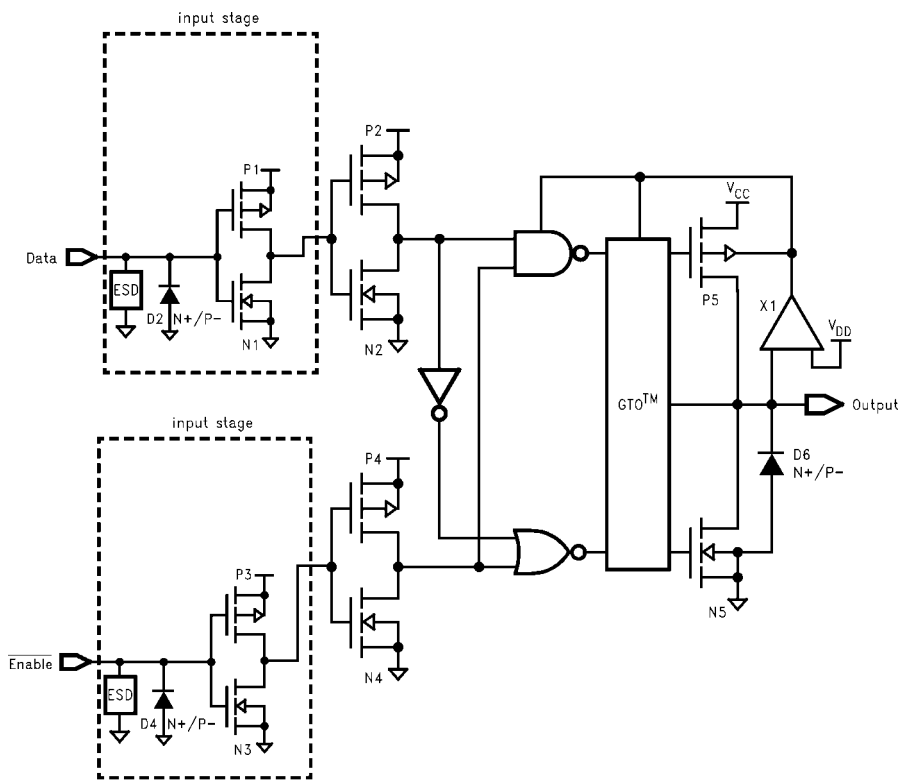 input stage
P2
P1
V_CC
Data
ESD
D2 N+/P-
N1
N2
P5
X1
V_DD
GTO™
Output
input stage
P4
D6
N+/P-
P3
N5
Enable
ESD
D4 N+/P-
N3
N4